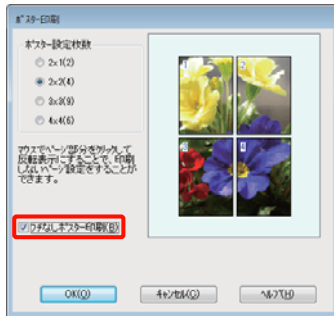 ポスター印刷
ポスター設定枚数
2x1(2)
2x2(4)
3x3(9)
4x4(6)
1
2
3
4
マウスでページ部分をクリックして
反転表示にすることで、印刷
しないページ設定をすることが
できます。
フチなしポスター印刷(B)
OK(O)
キャンセル(C)
ヘルプ(H)